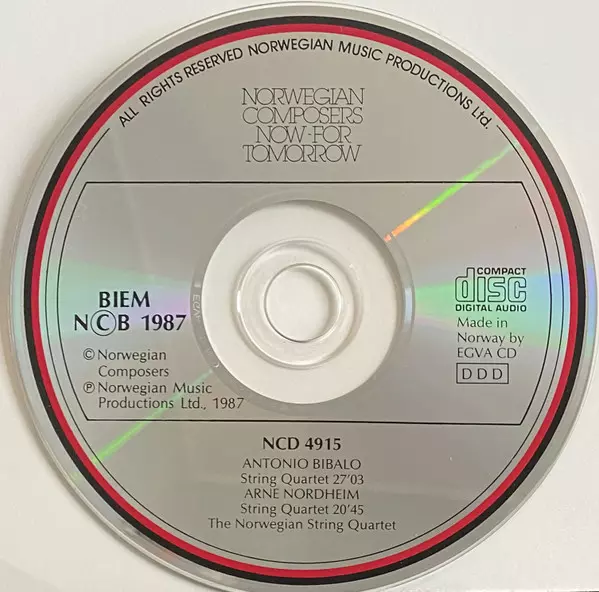 ALL RIGHTS RESERVED NORWEGIAN MUSIC PRODUCTIONS Ltd.
NORWEGIAN
COMPOSERS
NOW-FOR
TOMORROW
BIEM
NⒸB 1987
© Norwegian
Composers
℗ Norwegian Music
Productions Ltd., 1987
COMPACT
disc
DIGITAL AUDIO
Made in
Norway by
EGVA CD
DDD
NCD 4915
ANTONIO BIBALO
String Quartet 27'03
ARNE NORDHEIM
String Quartet 20'45
The Norwegian String Quartet